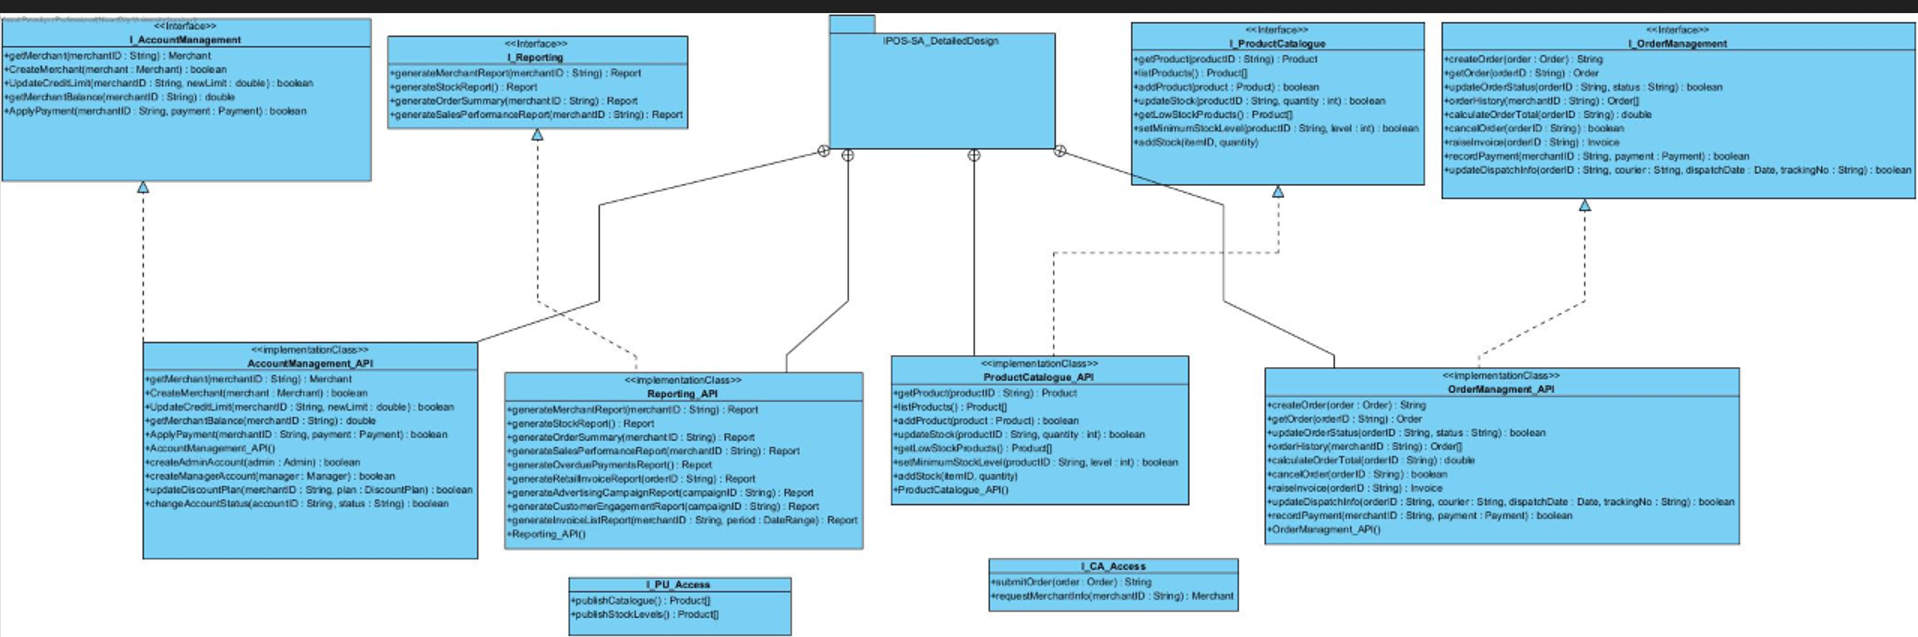 <<Interface>>
I_AccountManagement
+getMerchant(merchantID : String) : Merchant
+CreateMerchant(merchant : Merchant) : boolean
+UpdateCreditLimit(merchantID : String, newLimit : double) : boolean
+getMerchantBalance(merchantID : String) : double
+ApplyPayment(merchantID : String, payment : Payment) : boolean
<<Interface>>
I_Reporting
+generateMerchantReport(merchantID : String) : Report
+generateStockReport() : Report
+generateOrderSummary(merchantID : String) : Report
+generateSalesPerformanceReport(merchantID : String) : Report
IPOS-SA_DetailedDesign
<<Interface>>
I_ProductCatalogue
+getProduct(productID : String) : Product
+listProducts() : Product[]
+addProduct(product : Product) : boolean
+updateStock(productID : String, quantity : int) : boolean
+getLowStockProducts() : Product[]
+setMinimumStockLevel(productID : String, level : int) : boolean
+addStock(itemID, quantity)
<<Interface>>
I_OrderManagement
+createOrder(order : Order) : String
+getOrder(orderID : String) : Order
+updateOrderStatus(orderID : String, status : String) : boolean
+orderHistory(merchantID : String) : Order[]
+calculateOrderTotal(orderID : String) : double
+cancelOrder(orderID : String) : boolean
+raiseInvoice(orderID : String) : Invoice
+recordPayment(merchantID : String, payment : Payment) : boolean
+updateDispatchInfo(orderID : String, courier : String, dispatchDate : Date, trackingNo : String) : boolean
<<implementationClass>>
AccountManagement_API
+getMerchant(merchantID : String) : Merchant
+CreateMerchant(merchant : Merchant) : boolean
+UpdateCreditLimit(merchantID : String, newLimit : double) : boolean
+getMerchantBalance(merchantID : String) : double
+ApplyPayment(merchantID : String, payment : Payment) : boolean
+AccountManagement_API()
+createAdminAccount(admin : Admin) : boolean
+createManagerAccount(manager : Manager) : boolean
+updateDiscountPlan(merchantID : String, plan : DiscountPlan) : boolean
+changeAccountStatus(accountID : String, status : String) : boolean
<<implementationClass>>
Reporting_API
+generateMerchantReport(merchantID : String) : Report
+generateStockReport() : Report
+generateOrderSummary(merchantID : String) : Report
+generateSalesPerformanceReport(merchantID : String) : Report
+generateOverduePaymentsReport() : Report
+generateRetailInvoiceReport(orderID : String) : Report
+generateAdvertisingCampaignReport(campaignID : String) : Report
+generateCustomerEngagementReport(campaignID : String) : Report
+generateInvoiceListReport(merchantID : String, period : DateRange) : Report
+Reporting_API()
<<implementationClass>>
ProductCatalogue_API
+getProduct(productID : String) : Product
+listProducts() : Product[]
+addProduct(product : Product) : boolean
+updateStock(productID : String, quantity : int) : boolean
+getLowStockProducts() : Product[]
+setMinimumStockLevel(productID : String, level : int) : boolean
+addStock(itemID, quantity)
+ProductCatalogue_API()
<<implementationClass>>
OrderManagment_API
+createOrder(order : Order) : String
+getOrder(orderID : String) : Order
+updateOrderStatus(orderID : String, status : String) : boolean
+orderHistory(merchantID : String) : Order[]
+calculateOrderTotal(orderID : String) : double
+cancelOrder(orderID : String) : boolean
+raiseInvoice(orderID : String) : Invoice
+updateDispatchInfo(orderID : String, courier : String, dispatchDate : Date, trackingNo : String) : boolean
+recordPayment(merchantID : String, payment : Payment) : boolean
+OrderManagment_API()
I_PU_Access
+publishCatalogue() : Product[]
+publishStockLevels() : Product[]
I_CA_Access
+submitOrder(order : Order) : String
+requestMerchantInfo(merchantID : String) : Merchant